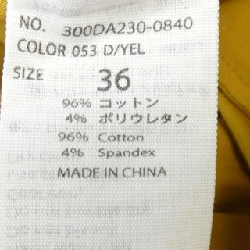 NO. 300DA230-0840
COLOR 053 D/YEL
SIZE 36
96% コットン
4% ポリウレタン
96% Cotton
4% Spandex
MADE IN CHINA